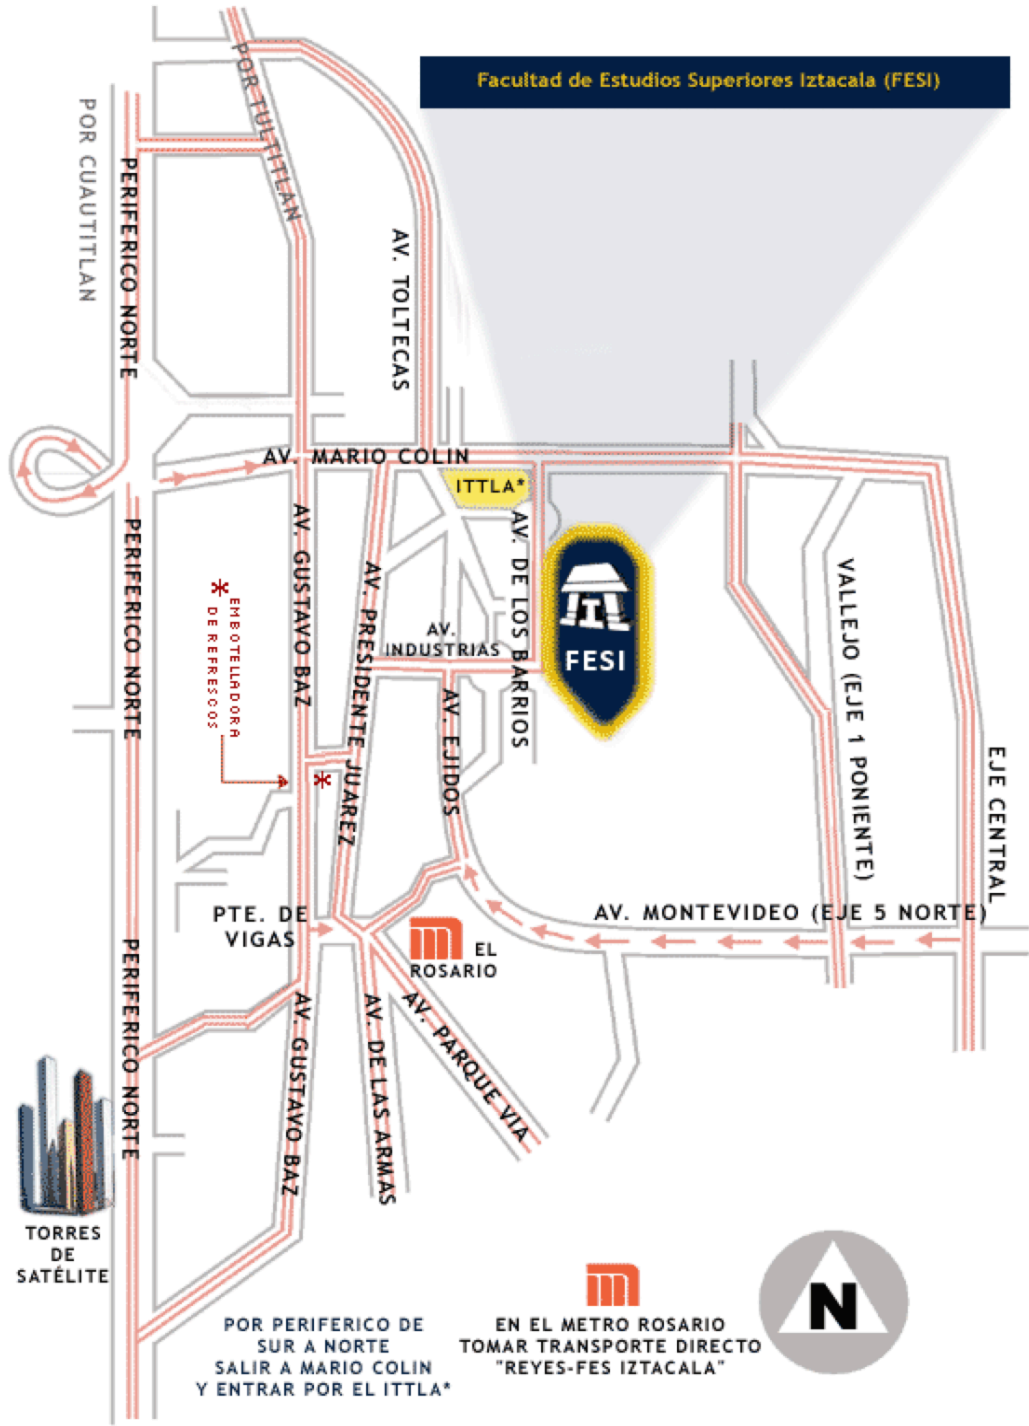 Facultad de Estudios Superiores Iztacala (FESI)
POR TULTITLAN
POR CUAUTITLAN
PERIFERICO NORTE
AV. TOLTECAS
AV. MARIO COLIN
ITTLA*
AV. GUSTAVO BAZ
AV. PRESIDENTE JUAREZ
AV. DE LOS BARRIOS
PERIFERICO NORTE
VALLEJO (EJE 1 PONIENTE)
I
FESI
*
EMBOTELLADORA
DE REFRESCOS
AV.
INDUSTRIAS
AV. EJIDOS
*
EJE CENTRAL
PTE. DE
VIGAS
AV. MONTEVIDEO (EJE 5 NORTE)
EL
ROSARIO
PERIFERICO NORTE
AV. GUSTAVO BAZ
AV. DE LAS ARMAS
AV. PARQUE VIA
TORRES
DE
SATÉLITE
N
POR PERIFERICO DE
SUR A NORTE
SALIR A MARIO COLIN
Y ENTRAR POR EL ITTLA*
EN EL METRO ROSARIO
TOMAR TRANSPORTE DIRECTO
"REYES-FES IZTACALA"